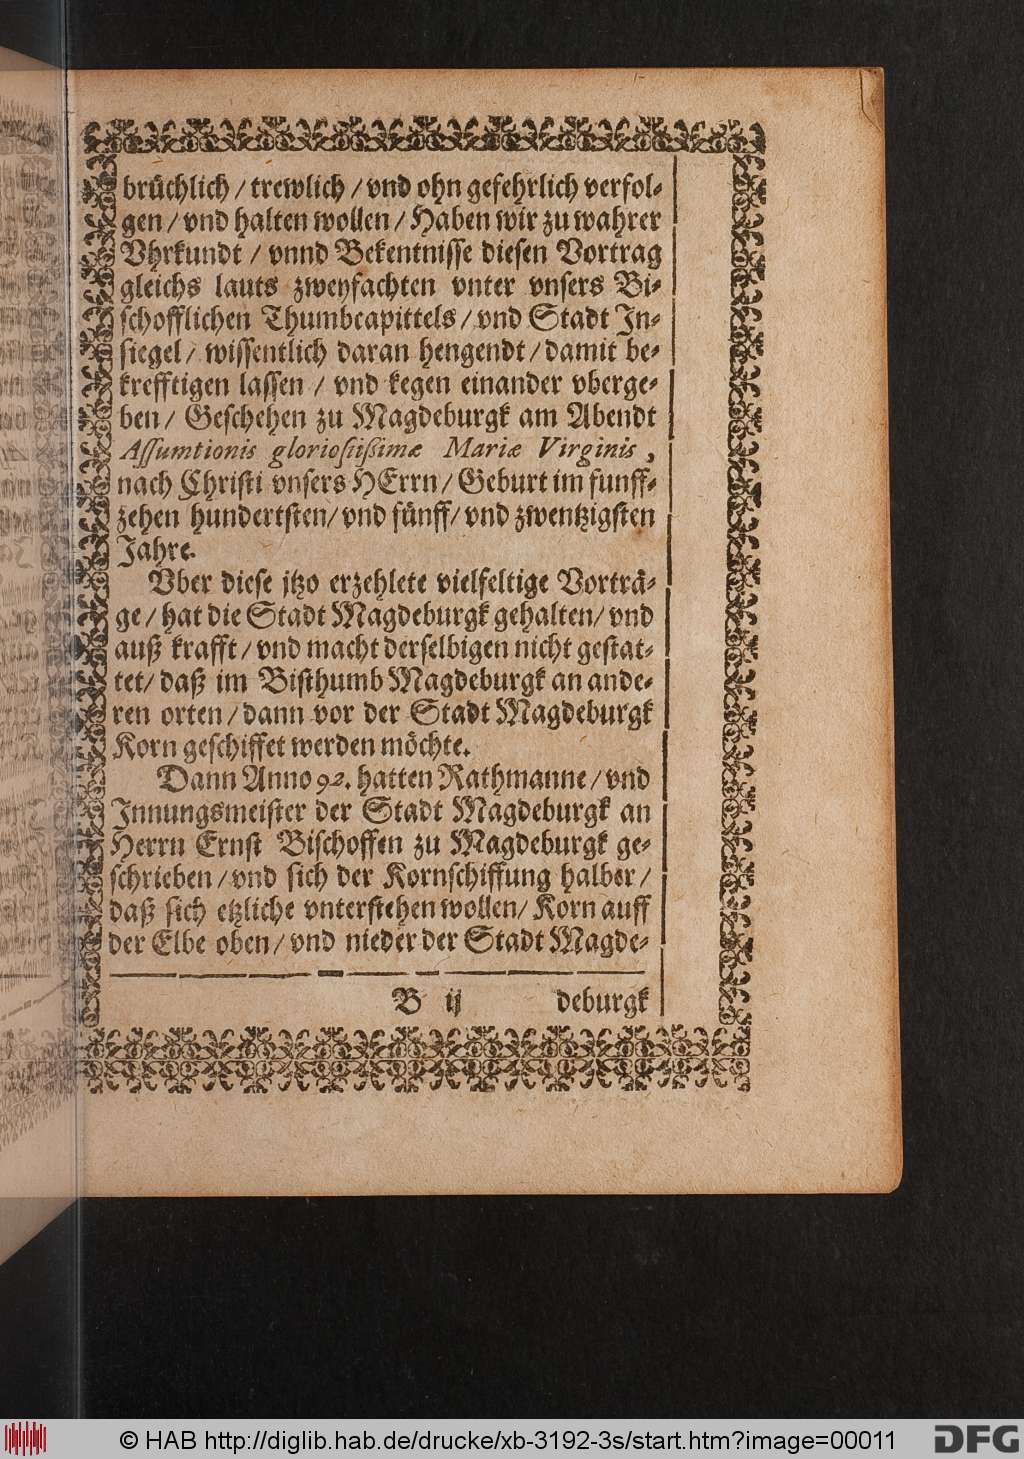 brüchlich / trewlich / vnd ohn gefehrlich verfol-
gen / vnd halten wollen / Haben wir zu wahrer
Vhrkundt / vnnd Bekentnisse diesen Vortrag
gleichs lauts zweyfachten vnter vnsers Bi-
schofflichen Thumbcapittels / vnd Stadt In-
siegel / wissentlich daran hengendt / damit be-
krefftigen lassen / vnd kegen einander vberge-
ben / Geschehen zu Magdeburgk am Abendt
Assumtionis gloriosiißimæ Mariæ Virginis,
nach Christi vnsers HErrn / Geburt im funff-
zehen hundertsten / vnd fünff / vnd zwentzigsten
Jahre.
Vber diese jtzo erzehlete vielfeltige Vorträ-
ge / hat die Stadt Magdeburgk gehalten / vnd
auß krafft / vnd macht derselbigen nicht gestat-
tet / daß im Bisthumb Magdeburgk an ande-
ren orten / dann vor der Stadt Magdeburgk
Korn geschiffet werden möchte.
Dann Anno 92. hatten Rathmanne / vnd
Innungsmeister der Stadt Magdeburgk an
Herrn Ernst Bischoffen zu Magdeburgk ge-
schrieben / vnd sich der Kornschiffung halber /
daß sich etzliche vnterstehen wollen / Korn auff
der Elbe oben / vnd nieder der Stadt Magde-
B ij deburgk
© HAB http://diglib.hab.de/drucke/xb-3192-3s/start.htm?image=00011
DFG